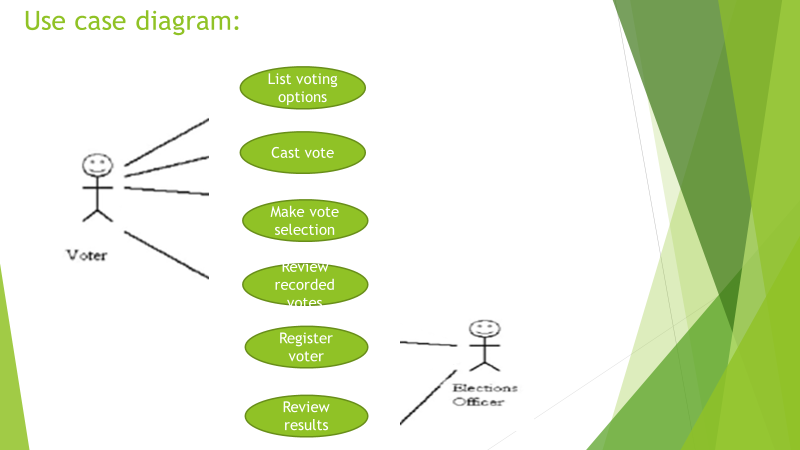 Use case diagram:
List voting
options
Cast vote
Make vote
selection
Voter
Review
recorded
votes
Register
voter
Elections
Officer
Review
results